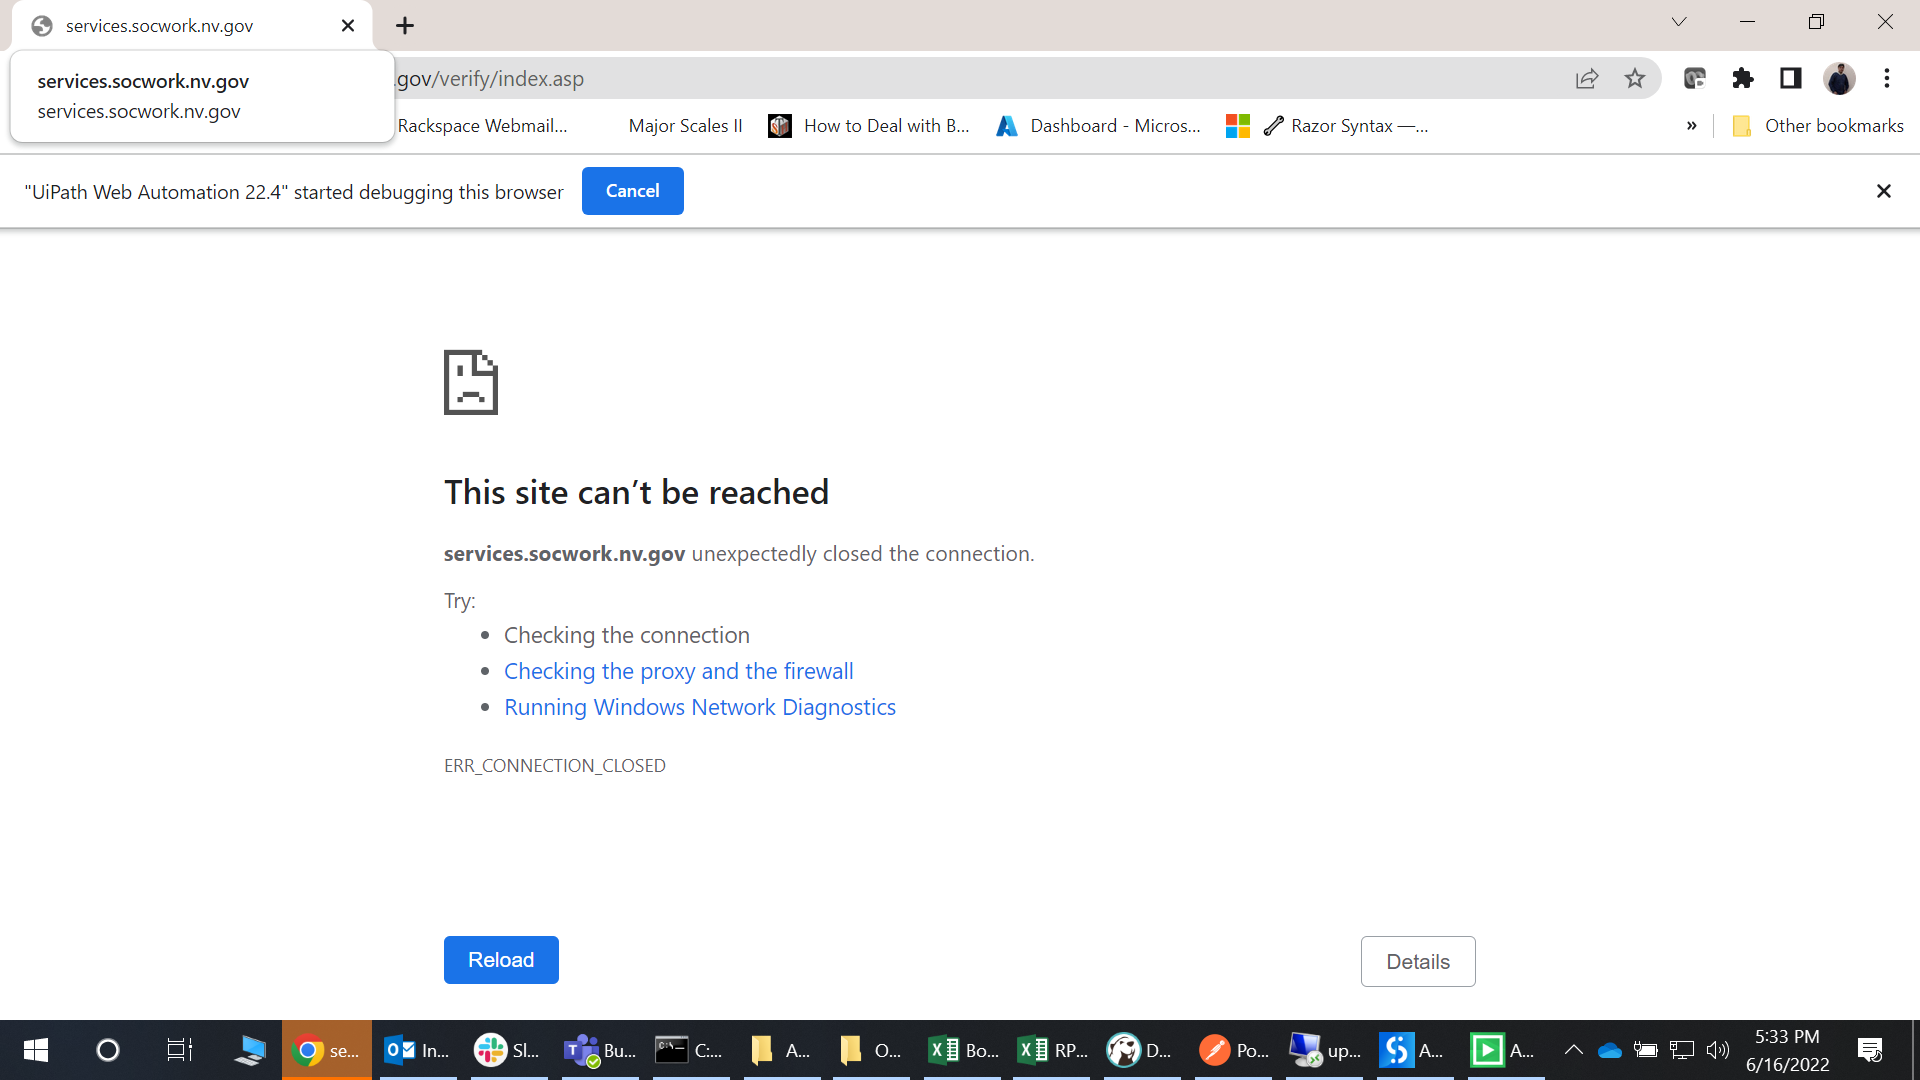 services.socwork.nv.gov
services.socwork.nv.gov
services.socwork.nv.gov
.gov/verify/index.asp
Rackspace Webmail...
Major Scales II
How to Deal with B...
Dashboard - Micros...
Razor Syntax —...
»
Other bookmarks
"UiPath Web Automation 22.4" started debugging this browser
Cancel
This site can’t be reached
services.socwork.nv.gov unexpectedly closed the connection.
Try:
• Checking the connection
• Checking the proxy and the firewall
• Running Windows Network Diagnostics
ERR_CONNECTION_CLOSED
Reload
Details
se...
In...
Sl...
Bu...
C:...
A...
O...
Bo...
RP...
D...
Po...
up...
A...
A...
5:33 PM
6/16/2022